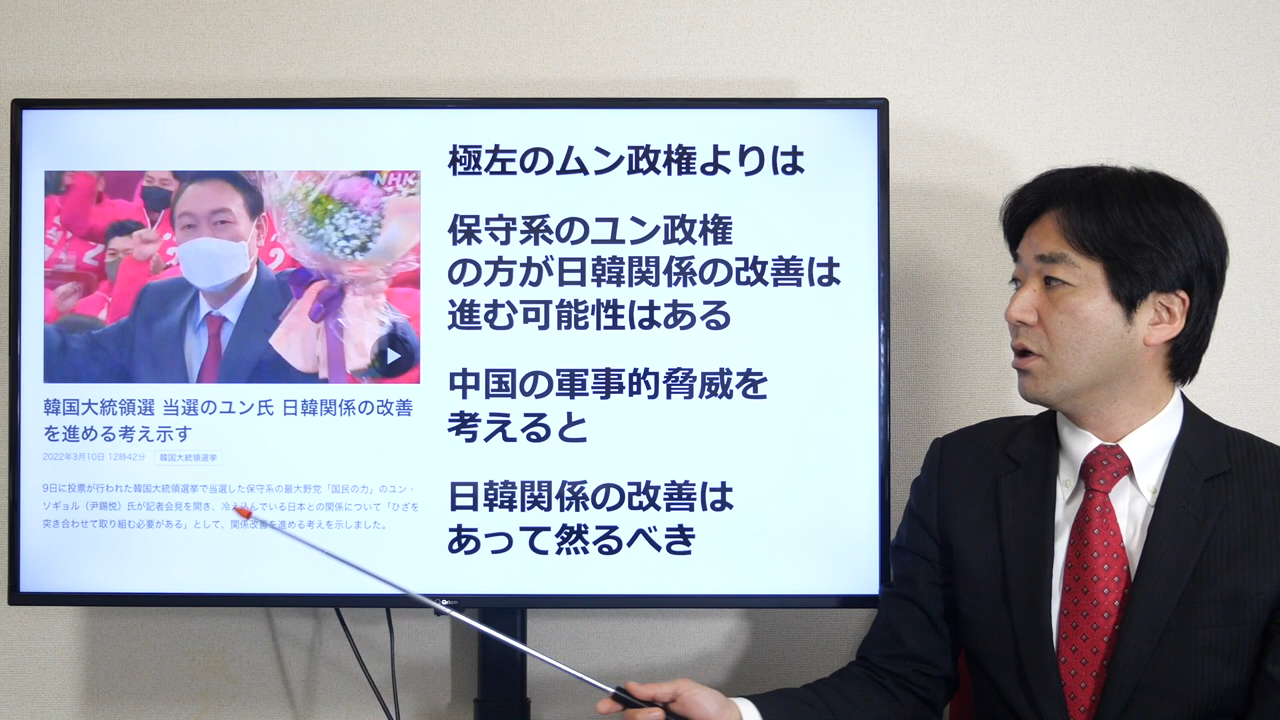 NHK
韓国大統領選 当選のユン氏 日韓関係の改善
を進める考え示す
2022年3月10日 12時42分 韓国大統領選挙
9日に投票が行われた韓国大統領選挙で当選した保守系の最大野党「国民の力」のユン・
ソギョル（尹錫悦）氏が記者会見を開き、冷え込んでいる日本との関係について「ひざを
突き合わせて取り組む必要がある」として、関係改善を進める考えを示しました。
極左のムン政権よりは
保守系のユン政権
の方が日韓関係の改善は
進む可能性はある
中国の軍事的脅威を
考えると
日韓関係の改善は
あって然るべき